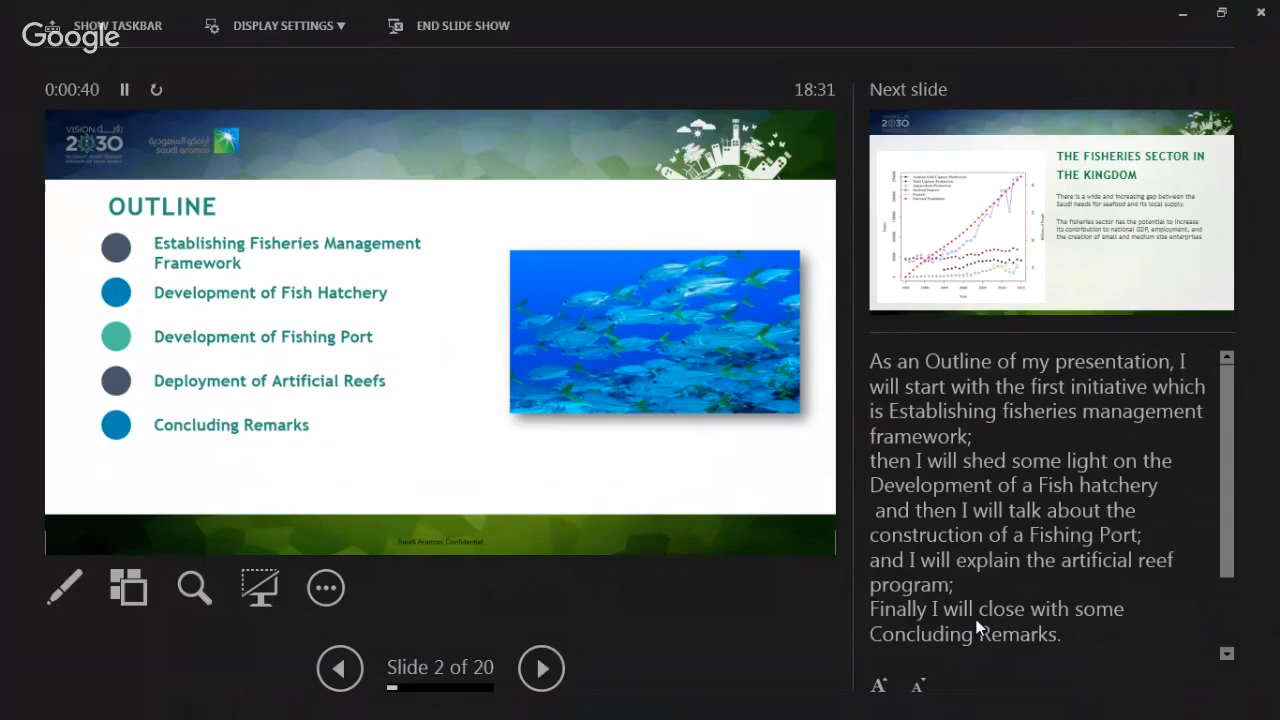 SHOW TASKBAR
DISPLAY SETTINGS ▼
END SLIDE SHOW
Google
0:00:40
18:31
Next slide
VISION رؤية
2030
أرامكو السعودية
saudi aramco
OUTLINE
Establishing Fisheries Management
Framework
Development of Fish Hatchery
Development of Fishing Port
Deployment of Artificial Reefs
Concluding Remarks
Saudi Aramco: Confidential
2030
THE FISHERIES SECTOR IN
THE KINGDOM
There is a wide and increasing gap between the
Saudi needs for seafood and its local supply.
The fisheries sector has the potential to increase
its contribution to national GDP, employment, and
the creation of small and medium size enterprises
As an Outline of my presentation, I
will start with the first initiative which
is Establishing fisheries management
framework;
then I will shed some light on the
Development of a Fish hatchery
and then I will talk about the
construction of a Fishing Port;
and I will explain the artificial reef
program;
Finally I will close with some
Concluding Remarks.
Slide 2 of 20
A A